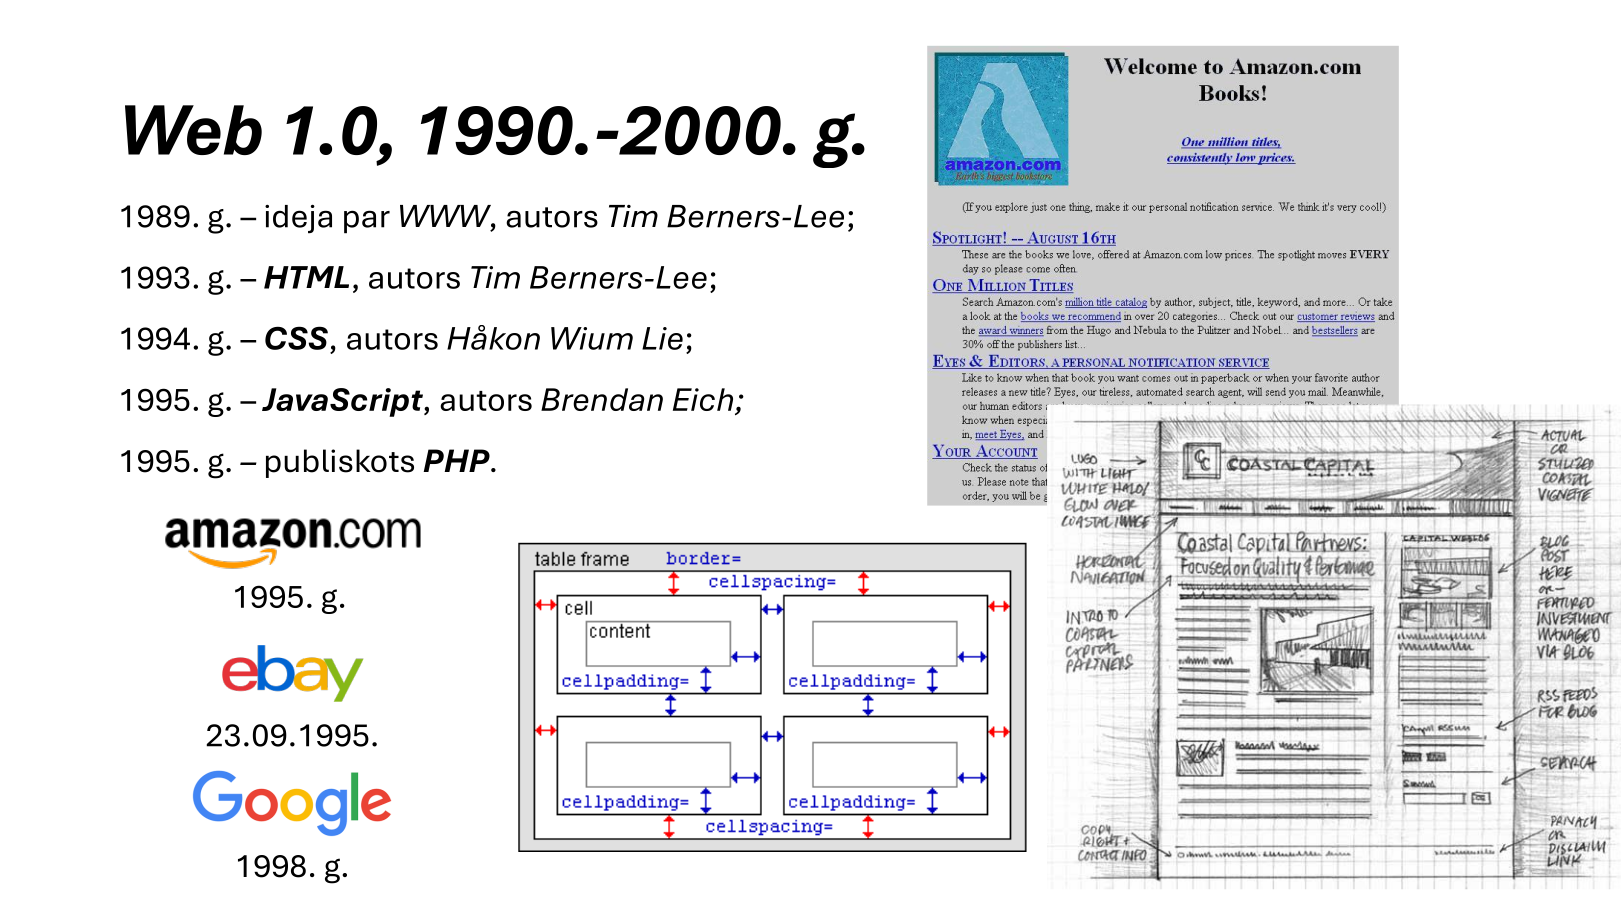 Web 1.0, 1990.-2000. g.
1989. g. – ideja par WWW, autors Tim Berners-Lee;
1993. g. – HTML, autors Tim Berners-Lee;
1994. g. – CSS, autors Håkon Wium Lie;
1995. g. – JavaScript, autors Brendan Eich;
1995. g. – publiskots PHP.
amazon.com
1995. g.
ebay
23.09.1995.
Google
1998. g.
Welcome to Amazon.com
Books!
One million titles,
consistently low prices.
amazon.com
Earth's biggest bookstore
(If you explore just one thing, make it our personal notification service. We think it's very cool!)
SPOTLIGHT! -- AUGUST 16TH
These are the books we love, offered at Amazon.com low prices. The spotlight moves EVERY
day so please come often.
ONE MILLION TITLES
Search Amazon.com's million title catalog by author, subject, title, keyword, and more... Or take
a look at the books we recommend in over 20 categories... Check out our customer reviews and
the award winners from the Hugo and Nebula to the Pulitzer and Nobel... and bestsellers are
30% off the publishers list...
EYES & EDITORS, A PERSONAL NOTIFICATION SERVICE
Like to know when that book you want comes out in paperback or when your favorite author
releases a new title? Eyes, our tireless, automated search agent, will send you mail. Meanwhile,
our human editors
know when especi
in, meet Eyes, and
YOUR ACCOUNT
Check the status of
us. Please note that
order, you will be g
table frame border=
cellspacing=
cell
content
cellpadding= cellpadding=
cellpadding= cellpadding=
cellspacing=
LOGO
WITH LIGHT
WHITE HALO/
GLOW OVER
COASTAL IMAGE
HORIZONTAL
NAVIGATION
INTRO TO
COASTAL
CAPITAL
PARTNERS
COPY
RIGHT +
CONTACT INFO
CC COASTAL CAPITAL
Coastal Capital Partners:
Focused on Quality &
CAPITAL WEBLOG
Search
ACTUAL
OR
STYLIZED
COASTAL
VIGNETTE
BLOG
POST
HERE
OR—
FEATURED
INVESTMENT
MANAGED
VIA BLOG
RSS FEEDS
FOR BLOG
SEARCH
PRIVACY
OR
DISCLAIM
LINK